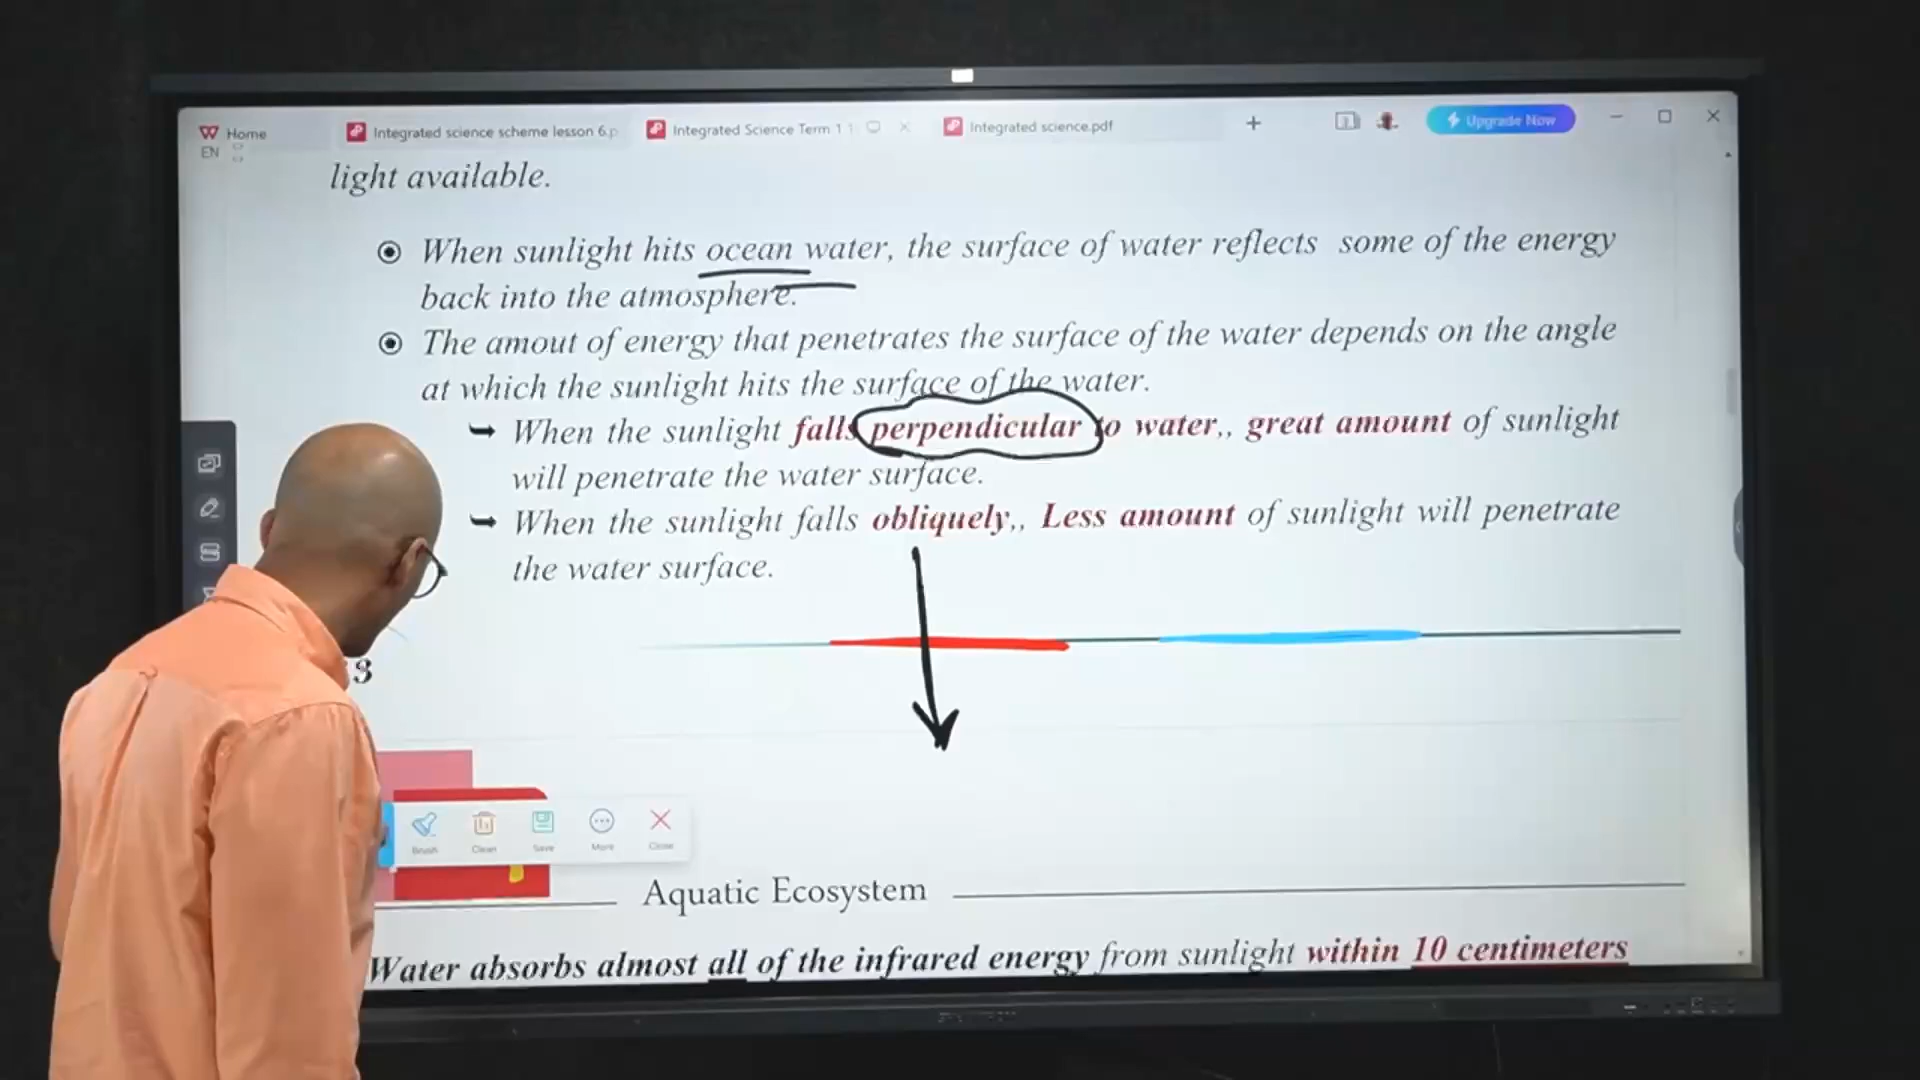 Home
Integrated science scheme lesson 6.p
Integrated Science Term 1 1
Integrated science.pdf
Upgrade Now
EN
light available.
When sunlight hits ocean water, the surface of water reflects some of the energy
back into the atmosphere.
The amout of energy that penetrates the surface of the water depends on the angle
at which the sunlight hits the surface of the water.
When the sunlight falls perpendicular to water,, great amount of sunlight
will penetrate the water surface.
When the sunlight falls obliquely,, Less amount of sunlight will penetrate
the water surface.
3
Brush
Clean
Save
More
Close
Aquatic Ecosystem
Water absorbs almost all of the infrared energy from sunlight within 10 centimeters